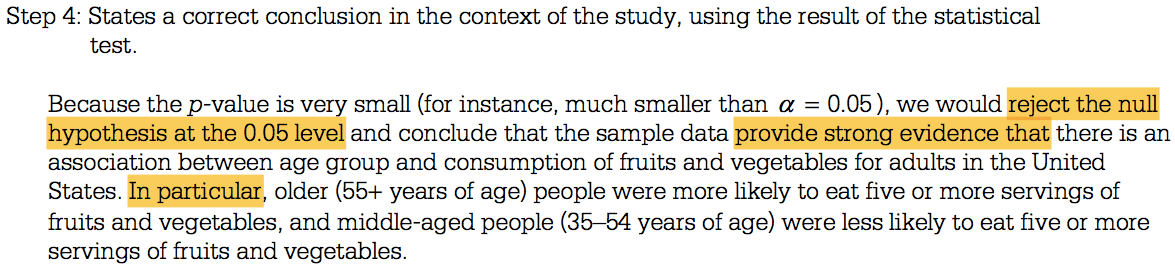 Step 4: States a correct conclusion in the context of the study, using the result of the statistical
test.
Because the p-value is very small (for instance, much smaller than α = 0.05), we would reject the null
hypothesis at the 0.05 level and conclude that the sample data provide strong evidence that there is an
association between age group and consumption of fruits and vegetables for adults in the United
States. In particular, older (55+ years of age) people were more likely to eat five or more servings of
fruits and vegetables, and middle-aged people (35–54 years of age) were less likely to eat five or more
servings of fruits and vegetables.